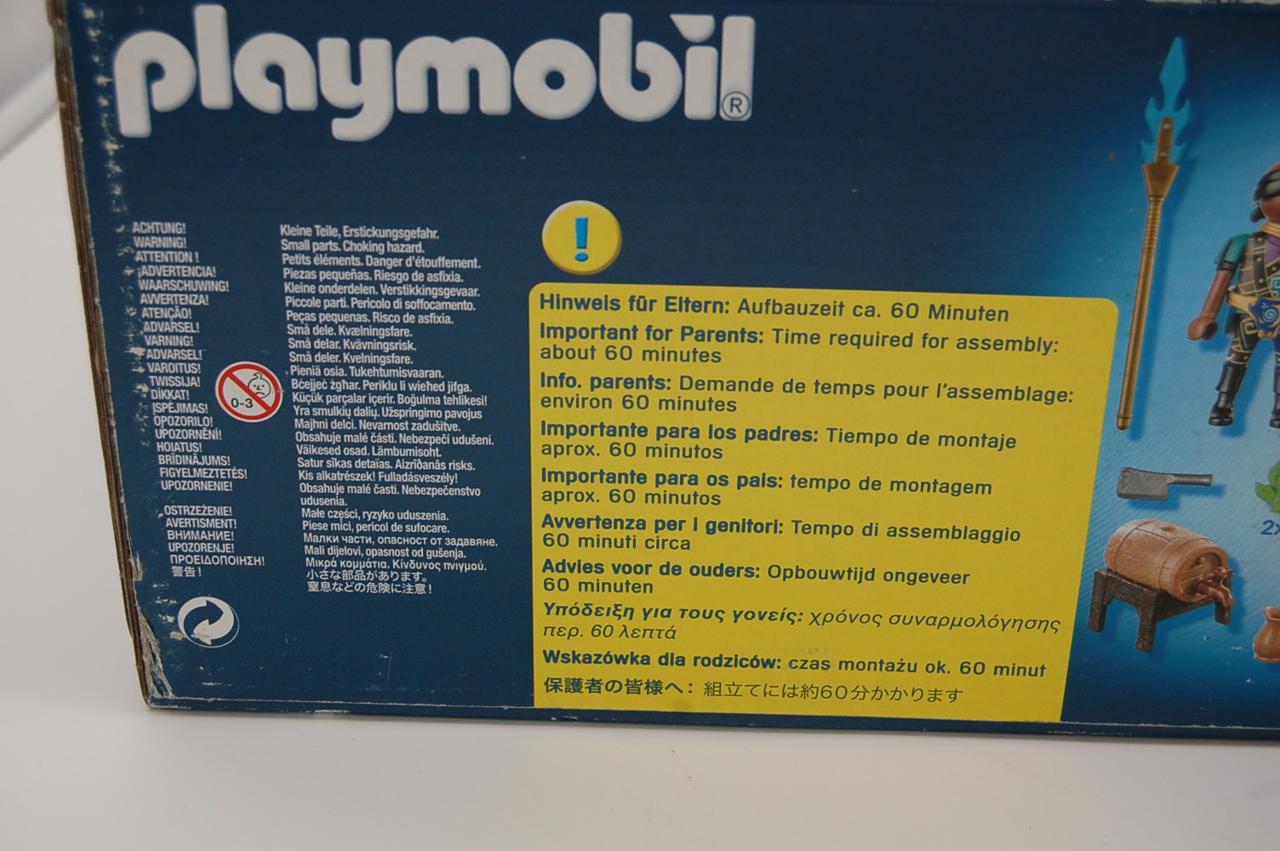 playmobil®
ACHTUNG!
WARNING!
ATTENTION !
¡ADVERTENCIA!
WAARSCHUWING!
AVVERTENZA!
ATENÇÃO!
ADVARSEL!
VARNING!
ADVARSEL!
VAROITUS!
TWISSIJA!
DİKKAT!
ĮSPĖJIMAS!
OPOZORILO!
UPOZORNĚNÍ!
HOIATUS!
BRĪDINĀJUMS!
FIGYELMEZTETÉS!
UPOZORNENIE!
OSTRZEŻENIE!
AVERTISMENT!
ВНИМАНИЕ!
UPOZORENJE!
ΠΡΟΕΙΔΟΠΟΙΗΣΗ!
警告!
0-3
Kleine Teile, Erstickungsgefahr.
Small parts. Choking hazard.
Petits éléments. Danger d'étouffement.
Piezas pequeñas. Riesgo de asfixia.
Kleine onderdelen. Verstikkingsgevaar.
Piccole parti. Pericolo di soffocamento.
Peças pequenas. Risco de asfixia.
Små dele. Kvælningsfare.
Små delar. Kvävningsrisk.
Små deler. Kvelningsfare.
Pieniä osia. Tukehtumisvaaran.
Bċejjeċ żghar. Periklu li wiehed jifga.
Küçük parçalar içerir. Boğulma tehlikesi!
Yra smulkių dalių. Užspringimo pavojus
Majhni delci. Nevarnost zadušitve.
Obsahuje malé části. Nebezpečí udušení.
Väikesed osad. Lämbumisoht.
Satur sīkas detaļas. Aizrīšanās risks.
Kis alkatrészek! Fulladásveszély!
Obsahuje malé časti. Nebezpečenstvo
udusenia.
Małe części, ryzyko uduszenia.
Piese mici, pericol de sufocare.
Малки части, опасност от задавяне.
Mali dijelovi, opasnost od gušenja.
Μικρά κομμάτια. Κίνδυνος πνιγμού.
小さな部品があります。
窒息などの危険に注意!
!
Hinweis für Eltern: Aufbauzeit ca. 60 Minuten
Important for Parents: Time required for assembly:
about 60 minutes
Info. parents: Demande de temps pour l'assemblage:
environ 60 minutes
Importante para los padres: Tiempo de montaje
aprox. 60 minutos
Importante para os pais: tempo de montagem
aprox. 60 minutos
Avvertenza per i genitori: Tempo di assemblaggio
60 minuti circa
Advies voor de ouders: Opbouwtijd ongeveer
60 minuten
Υπόδειξη για τους γονείς: χρόνος συναρμολόγησης
περ. 60 λεπτά
Wskazówka dla rodziców: czas montażu ok. 60 minut
保護者の皆様へ：組立てには約60分かかります